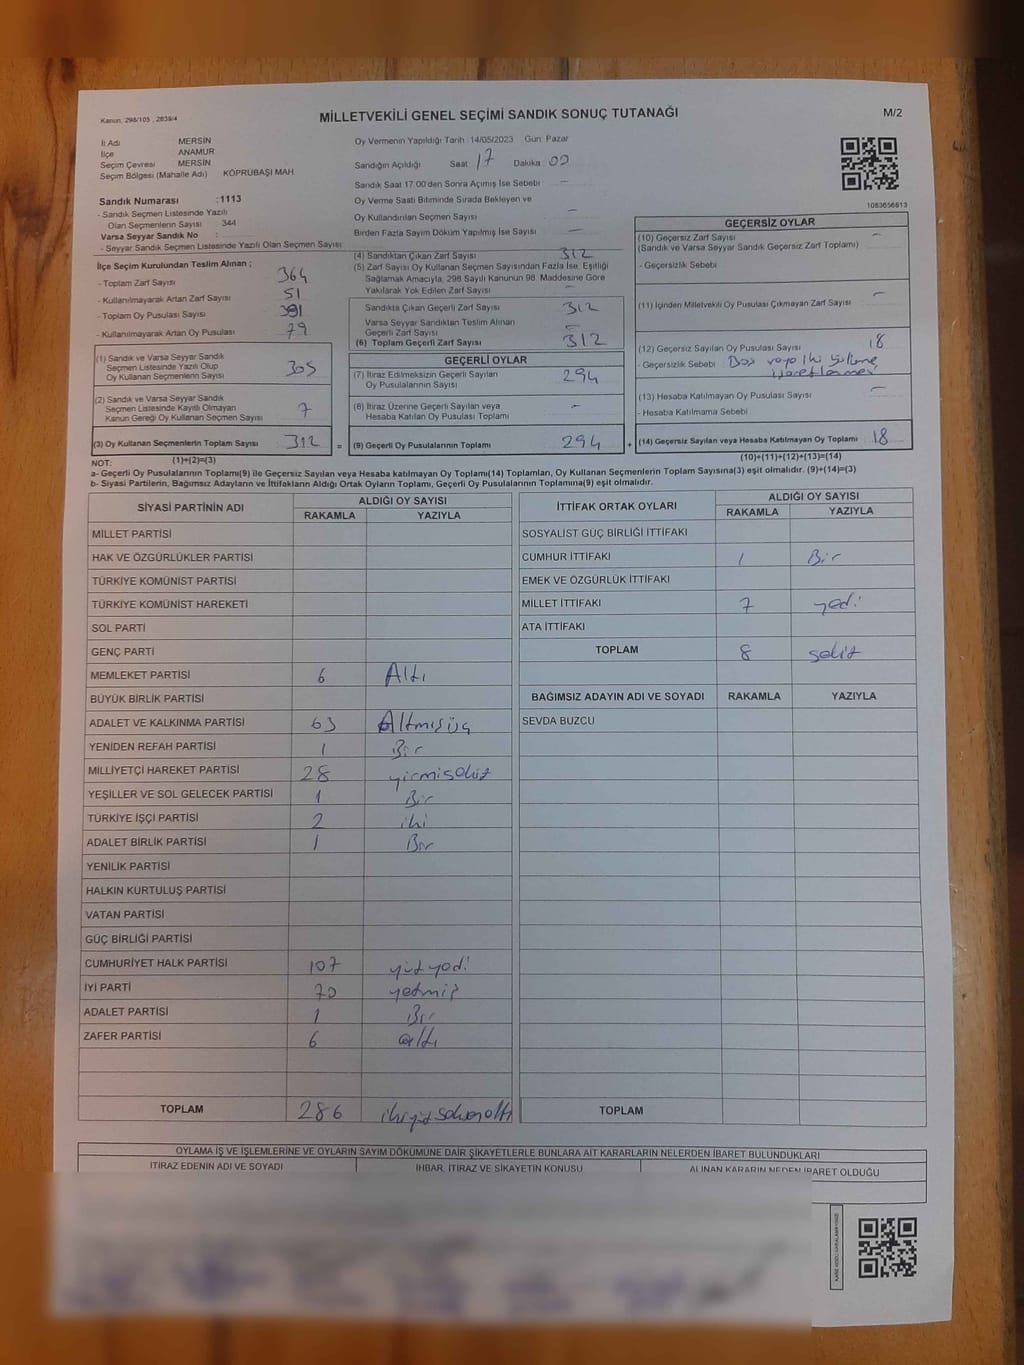 Kanun, 298/105 , 2839/4
MİLLETVEKİLİ GENEL SEÇİMİ SANDIK SONUÇ TUTANAĞI
M/2
İl Adı MERSİN
İlçe ANAMUR
Seçim Çevresi MERSİN
Seçim Bölgesi (Mahalle Adı) KÖPRÜBAŞI MAH
Oy Vermenin Yapıldığı Tarih :14/05/2023 Gün: Pazar
Sandığın Açıldığı Saat 17 Dakika : 00
Sandık Saat 17:00'den Sonra Açımış İse Sebebi —
Oy Verme Saati Bitiminde Sırada Bekleyen ve
Oy Kullandırılan Seçmen Sayısı —
Birden Fazla Sayım Döküm Yapılmış İse Sayısı —
Sandık Numarası :1113
- Sandık Seçmen Listesinde Yazılı
Olan Seçmenlerin Sayısı : 344
Varsa Seyyar Sandık No :
- Seyyar Sandık Seçmen Listesinde Yazılı Olan Seçmen Sayısı :
İlçe Seçim Kurulundan Teslim Alınan ;
- Toplam Zarf Sayısı 364
- Kullanılmayarak Artan Zarf Sayısı 51
- Toplam Oy Pusulası Sayısı 391
- Kullanılmayarak Artan Oy Pusulası 79
(1) Sandık ve Varsa Seyyar Sandık
Seçmen Listesinde Yazılı Olup
Oy Kullanan Seçmenlerin Sayısı 305
(2) Sandık ve Varsa Seyyar Sandık
Seçmen Listesinde Kayıtlı Olmayan
Kanun Gereği Oy Kullanan Seçmen Sayısı 7
(3) Oy Kullanan Seçmenlerin Toplam Sayısı 312 =
(1)+(2)=(3)
(4) Sandıktan Çıkan Zarf Sayısı 312
(5) Zarf Sayısı Oy Kullanan Seçmen Sayısından Fazla İse, Eşitliği
Sağlamak Amacıyla, 298 Sayılı Kanunun 98. Maddesine Göre
Yakılarak Yok Edilen Zarf Sayısı —
Sandıkta Çıkan Geçerli Zarf Sayısı 312
Varsa Seyyar Sandıktan Teslim Alınan
Geçerli Zarf Sayısı —
(6) Toplam Geçerli Zarf Sayısı 312
GEÇERLİ OYLAR
(7) İtiraz Edilmeksizin Geçerli Sayılan
Oy Pusulalarının Sayısı 294
(8) İtiraz Üzerine Geçerli Sayılan veya
Hesaba Katılan Oy Pusulası Toplamı -
(9) Geçerli Oy Pusulalarının Toplamı 294 +
1083656813
GEÇERSİZ OYLAR
(10) Geçersiz Zarf Sayısı —
(Sandık ve Varsa Seyyar Sandık Geçersiz Zarf Toplamı)
- Geçersizlik Sebebi
(11) İçinden Milletvekili Oy Pusulası Çıkmayan Zarf Sayısı —
(12) Geçersiz Sayılan Oy Pusulası Sayısı 18
- Geçersizlik Sebebi Boş veya iki bölüme
işaretlenmesi
(13) Hesaba Katılmayan Oy Pusulası Sayısı —
- Hesaba Katılmama Sebebi
(14) Geçersiz Sayılan veya Hesaba Katılmayan Oy Toplamı 18
(10)+(11)+(12)+(13)=(14)
NOT:
a- Geçerli Oy Pusulalarının Toplamı(9) ile Geçersiz Sayılan veya Hesaba katılmayan Oy Toplamı(14) Toplamları, Oy Kullanan Seçmenlerin Toplam Sayısına(3) eşit olmalıdır. (9)+(14)=(3)
b- Siyasi Partilerin, Bağımsız Adayların ve İttifakların Aldığı Ortak Oyların Toplamı, Geçerli Oy Pusulalarının Toplamına(9) eşit olmalıdır.
SİYASİ PARTİNİN ADI ALDIĞI OY SAYISI
RAKAMLA YAZIYLA
MİLLET PARTİSİ
HAK VE ÖZGÜRLÜKLER PARTİSİ
TÜRKİYE KOMÜNİST PARTİSİ
TÜRKİYE KOMÜNİST HAREKETİ
SOL PARTİ
GENÇ PARTİ
MEMLEKET PARTİSİ 6 Altı
BÜYÜK BİRLİK PARTİSİ
ADALET VE KALKINMA PARTİSİ 63 Altmışüç
YENİDEN REFAH PARTİSİ 1 Bir
MİLLİYETÇİ HAREKET PARTİSİ 28 yirmisekiz
YEŞİLLER VE SOL GELECEK PARTİSİ 1 Bir
TÜRKİYE İŞÇİ PARTİSİ 2 iki
ADALET BİRLİK PARTİSİ 1 Bir
YENİLİK PARTİSİ
HALKIN KURTULUŞ PARTİSİ
VATAN PARTİSİ
GÜÇ BİRLİĞİ PARTİSİ
CUMHURİYET HALK PARTİSİ 107 yüzyedi
İYİ PARTİ 70 yetmiş
ADALET PARTİSİ 1 Bir
ZAFER PARTİSİ 6 altı
TOPLAM 286 ikiyüzseksenaltı
İTTİFAK ORTAK OYLARI ALDIĞI OY SAYISI
RAKAMLA YAZIYLA
SOSYALİST GÜÇ BİRLİĞİ İTTİFAKI
CUMHUR İTTİFAKI 1 Bir
EMEK VE ÖZGÜRLÜK İTTİFAKI
MİLLET İTTİFAKI 7 yedi
ATA İTTİFAKI
TOPLAM 8 sekiz
BAĞIMSIZ ADAYIN ADI VE SOYADI RAKAMLA YAZIYLA
SEVDA BUZCU
TOPLAM
OYLAMA İŞ VE İŞLEMLERİNE VE OYLARIN SAYIM DÖKÜMÜNE DAİR ŞİKAYETLERLE BUNLARA AİT KARARLARIN NELERDEN İBARET BULUNDUKLARI
İTİRAZ EDENİN ADI VE SOYADI İHBAR, İTİRAZ VE ŞİKAYETİN KONUSU ALINAN KARARIN NEDEN İBARET OLDUĞU